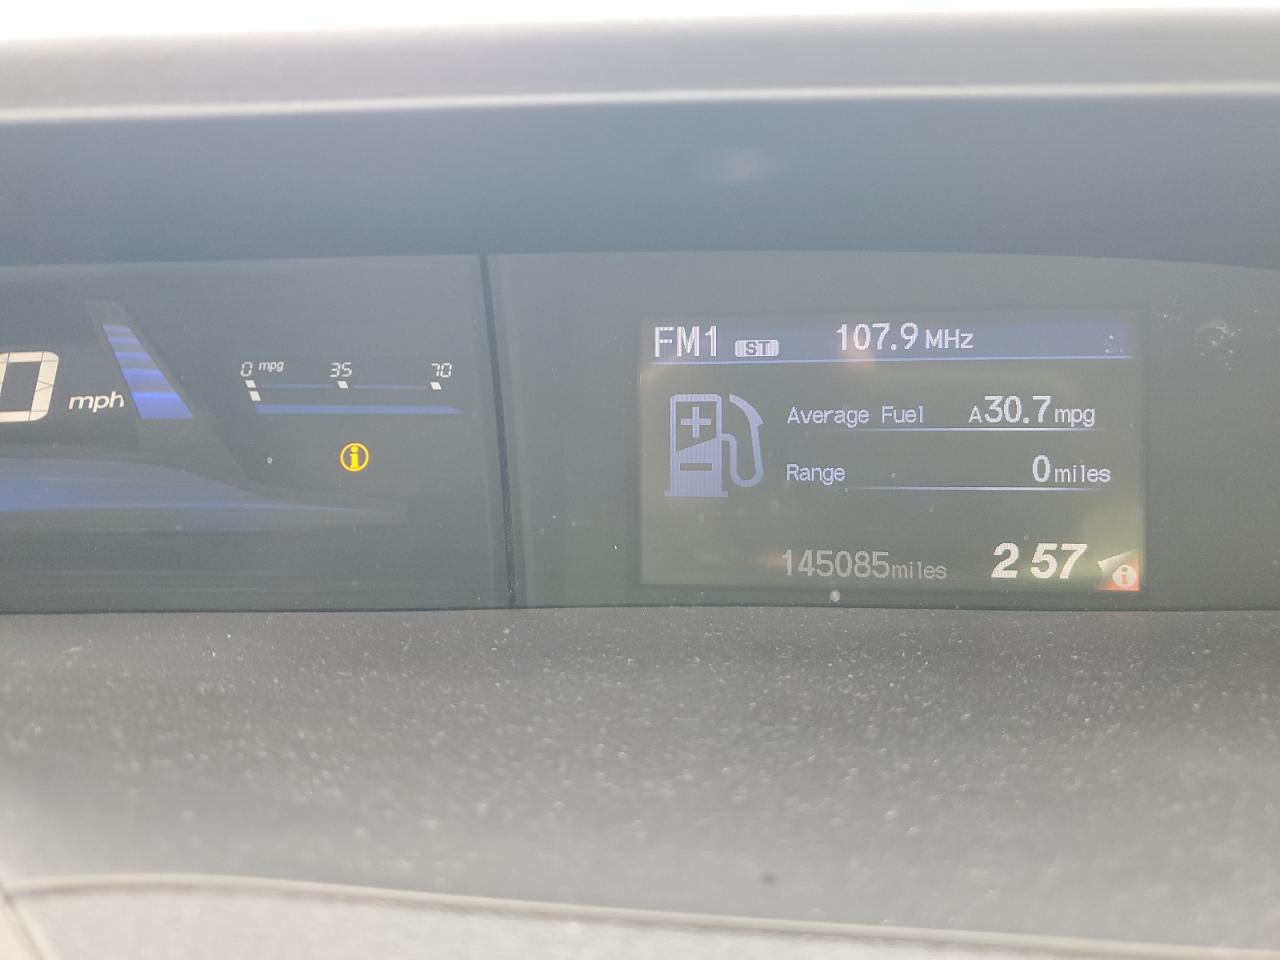 FM1 ST 107.9 MHz
0 mph
0 mpg 35 70
i
Average Fuel A30.7mpg
Range 0miles
145085miles 2 57 i